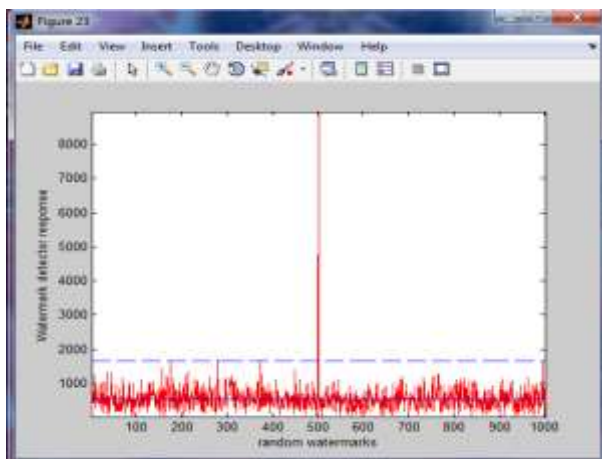 Figure 23
File Edit View Insert Tools Desktop Window Help
Watermark detector response
8000
7000
6000
5000
4000
3000
2000
1000
100 200 300 400 500 600 700 800 900 1000
random watermarks